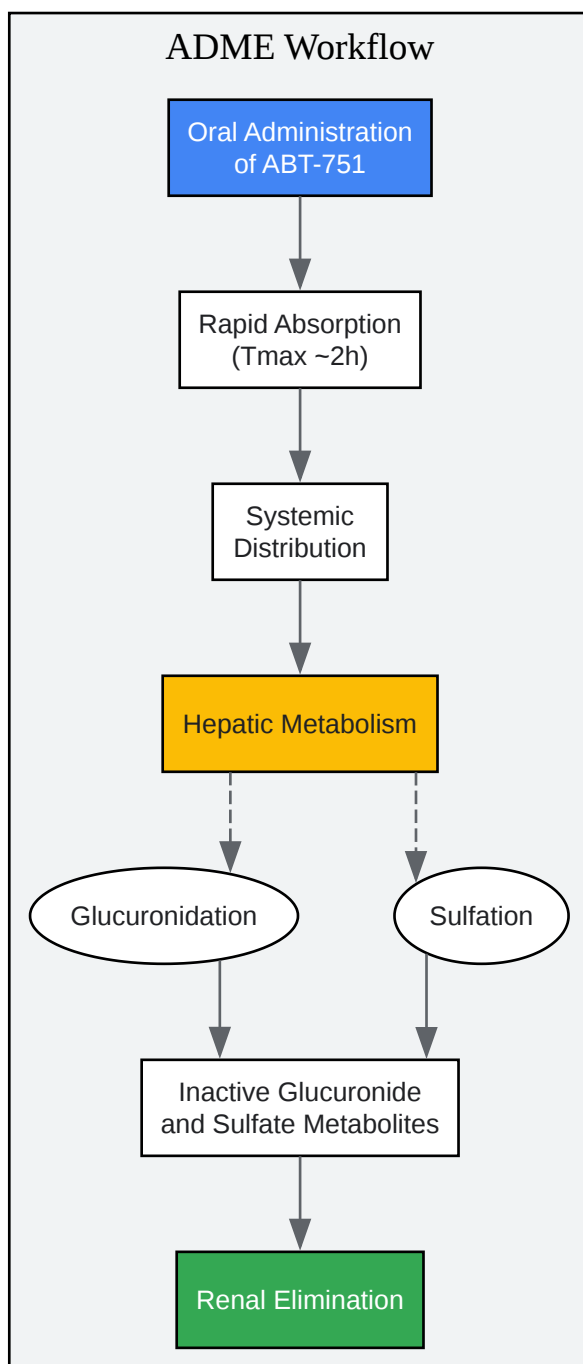 ADME Workflow
Oral Administration
of ABT-751
Rapid Absorption
(Tmax ~2h)
Systemic
Distribution
Hepatic Metabolism
Glucuronidation
Sulfation
Inactive Glucuronide
and Sulfate Metabolites
Renal Elimination